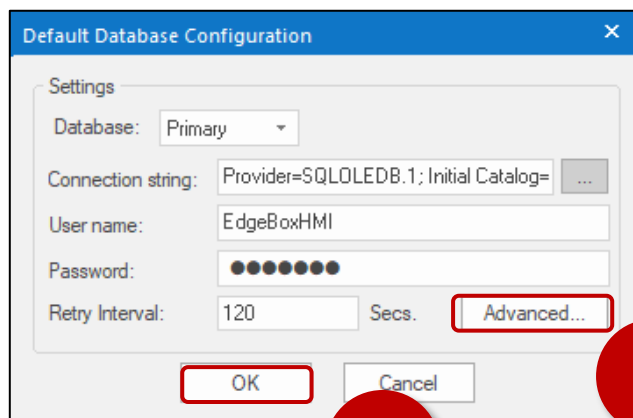 Default Database Configuration
Settings
Database: Primary
Connection string: Provider=SQLOLEDB.1; Initial Catalog= ...
User name: EdgeBoxHMI
Password: ●●●●●●●
Retry Interval: 120 Secs. Advanced...
OK Cancel